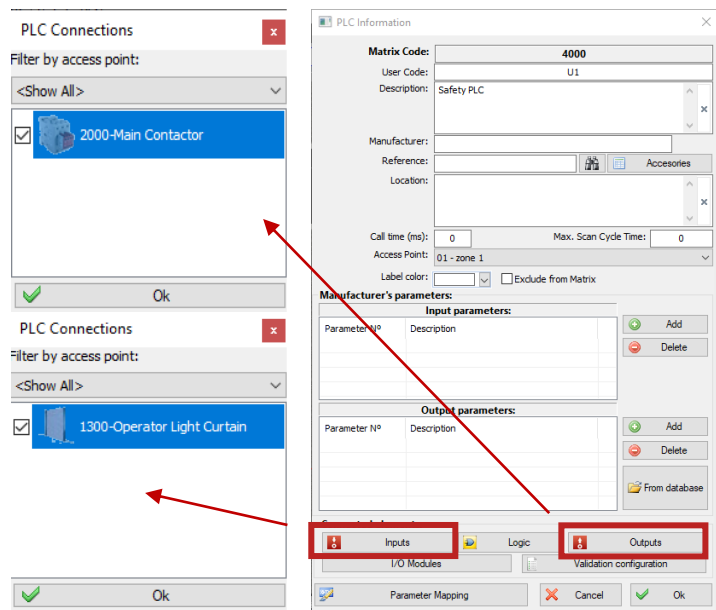 PLC Connections
x
Filter by access point:
<Show All>
2000-Main Contactor
Ok
PLC Connections
x
Filter by access point:
<Show All>
1300-Operator Light Curtain
Ok
PLC Information
Matrix Code: 4000
User Code: U1
Description: Safety PLC
Manufacturer:
Reference: Accesories
Location:
Call time (ms): 0 Max. Scan Cycle Time: 0
Access Point: 01 - zone 1
Label color: Exclude from Matrix
Manufacturer's parameters:
Input parameters:
Parameter Nº Description Add
Delete
Output parameters:
Parameter Nº Description Add
Delete
From database
Inputs Logic Outputs
I/O Modules Validation configuration
Parameter Mapping Cancel Ok